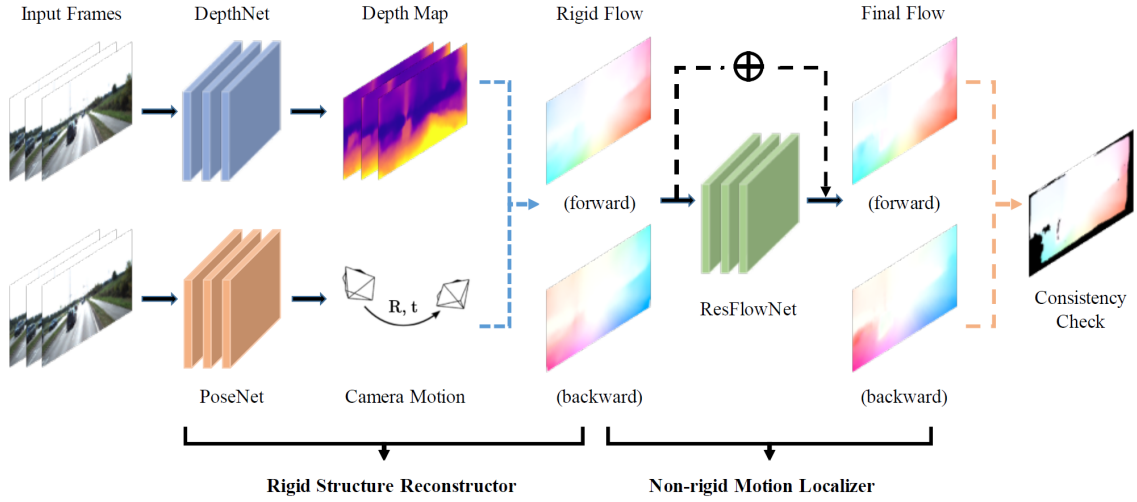 Input Frames
DepthNet
Depth Map
Rigid Flow
Final Flow
(forward)
(forward)
R, t
ResFlowNet
Consistency
Check
PoseNet
Camera Motion
(backward)
(backward)
Rigid Structure Reconstructor
Non-rigid Motion Localizer